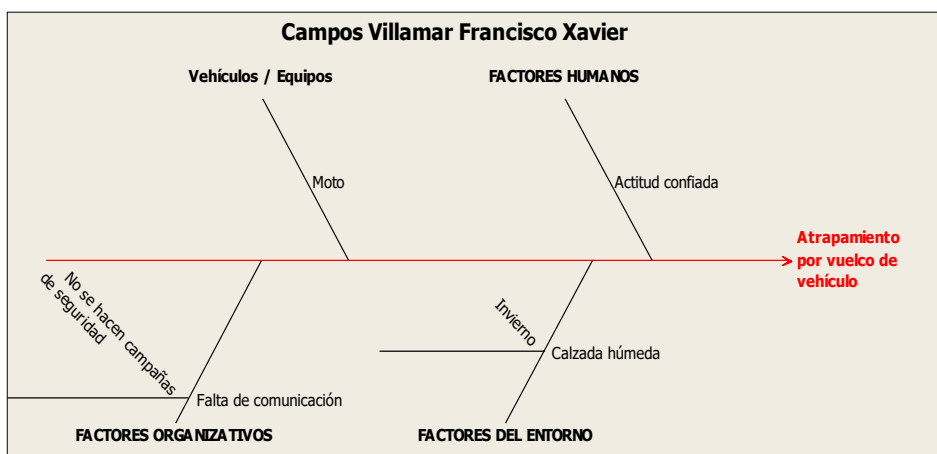 Campos Villamar Francisco Xavier
Vehículos / Equipos
FACTORES HUMANOS
Moto
Actitud confiada
Atrapamiento
por vuelco de
vehículo
No se hacen campañas
de seguridad
Invierno
Calzada húmeda
Falta de comunicación
FACTORES ORGANIZATIVOS
FACTORES DEL ENTORNO